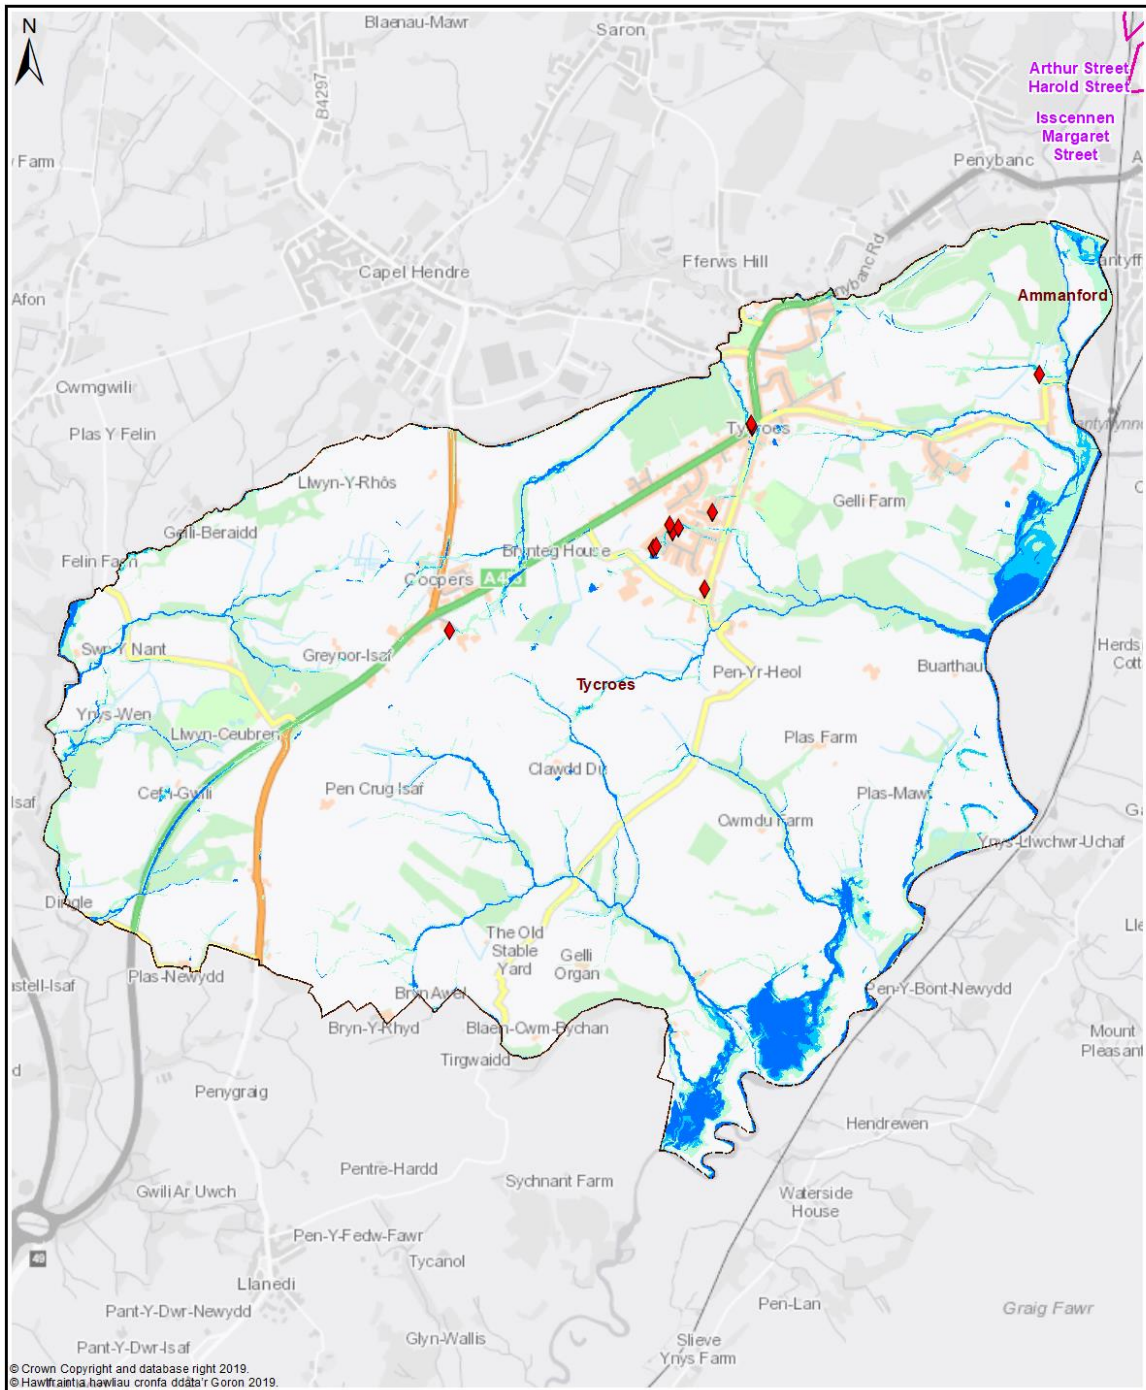 N
Blaenau-Mawr
Saron
B4297
Arthur Street
Harold Street
Isscennen
Margaret
Street
Farm
Penybanc
Capel Hendre
Fferws Hill
Afon
Ammanford
Cwmgwili
Plas Y Felin
Tycroes
Llwyn-Y-Rhôs
Gelli Farm
Gelli-Beraidd
Brynteg House
Coopers
Swn Y Nant
Greynor-Isaf
Buarthau
Pen-Yr-Heol
Tycroes
Ynys-Wen
Llwyn-Ceubren
Plas Farm
Clawdd Du
Cefn-Gwili
Pen Crug Isaf
Plas-Mawr
Cwmdu Farm
Ynys-Llwchwr-Uchaf
Dingle
The Old
Stable
Yard
Gelli
Organ
Plas-Newydd
Bryn Awel
Pen-Y-Bont-Newydd
Bryn-Y-Rhyd
Blaen-Cwm-Bychan
Mount
Pleasant
Tirgwaidd
Penygraig
Hendrewen
Pentre-Hardd
Sychnant Farm
Gwili Ar Uwch
Waterside
House
Pen-Y-Fedw-Fawr
49
Tycanol
Llanedi
Pant-Y-Dwr-Newydd
Pen-Lan
Graig Fawr
Pant-Y-Dwr-Isaf
Glyn-Wallis
Slieve
Ynys Farm
© Crown Copyright and database right 2019.
© Hawlfraint a hawliau cronfa ddata'r Goron 2019.